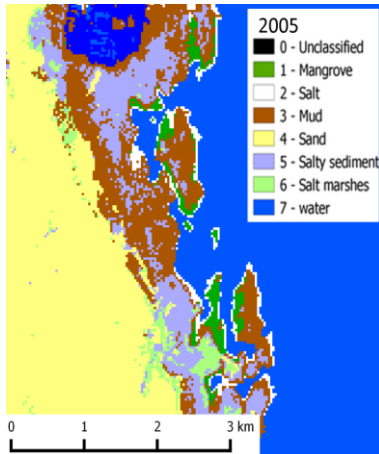 2005
0 - Unclassified
1 - Mangrove
2 - Salt
3 - Mud
4 - Sand
5 - Salty sediment
6 - Salt marshes
7 - water
0 1 2 3 km